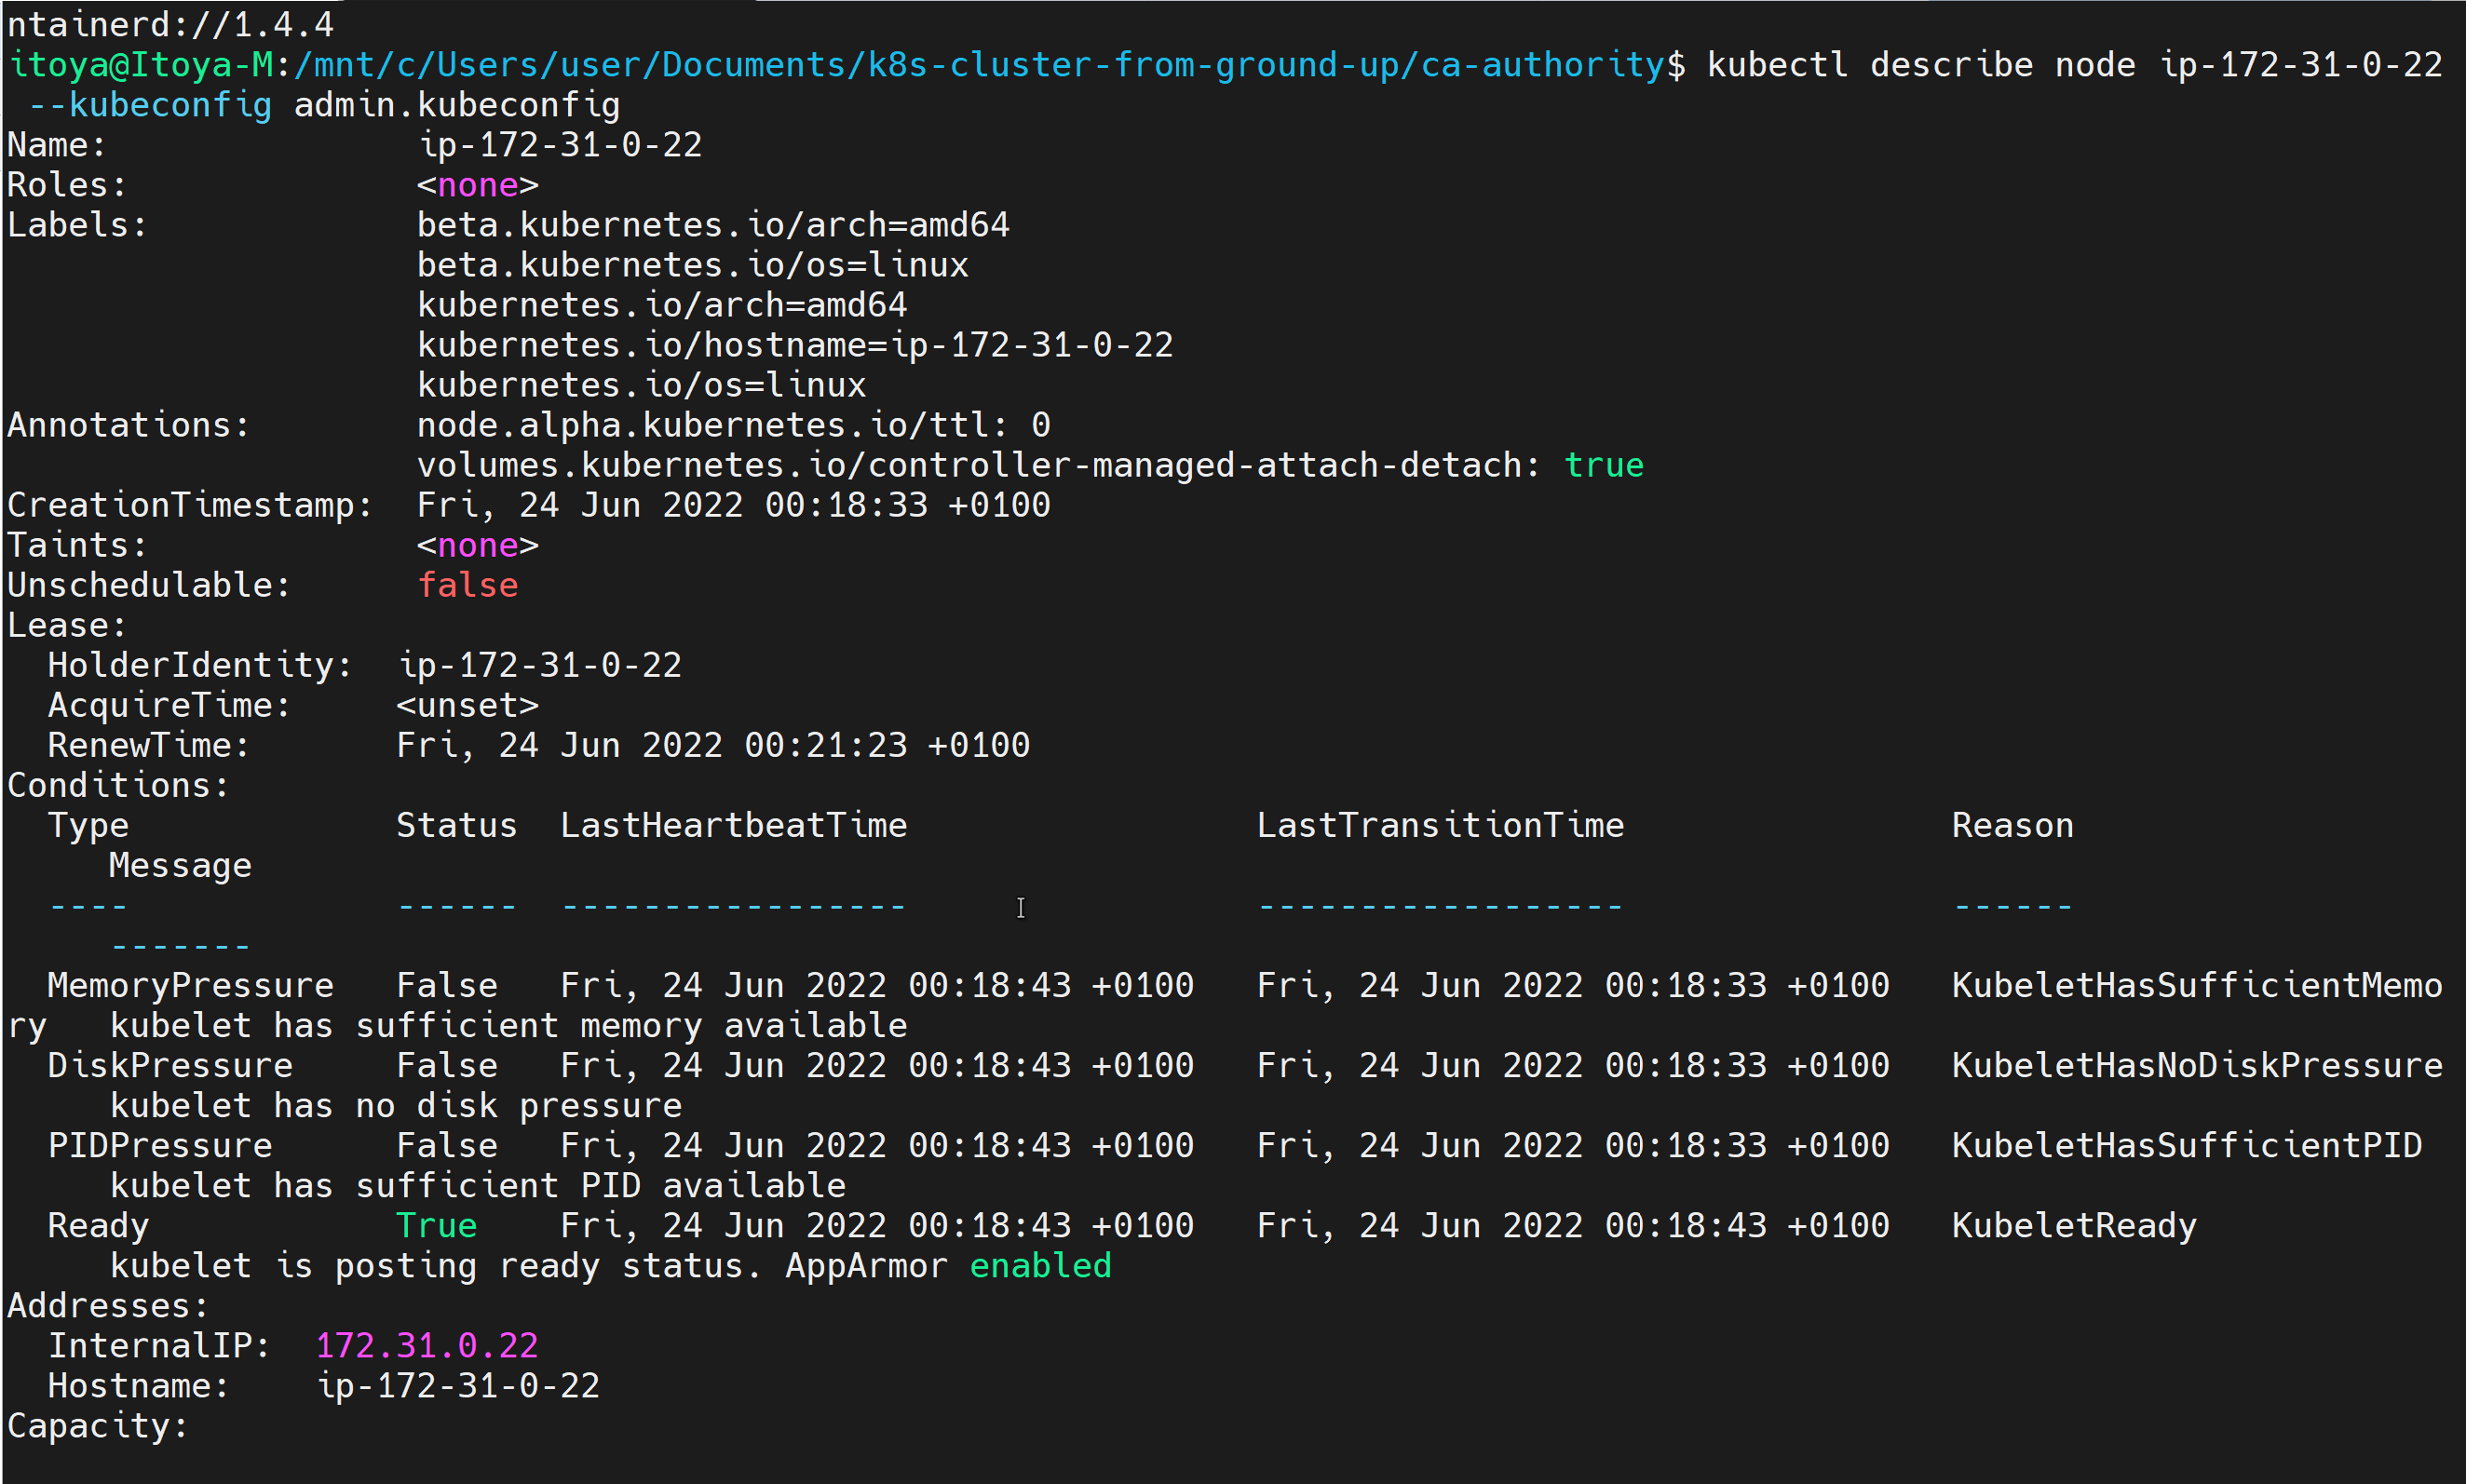 ntainerd://1.4.4
itoya@Itoya-M:/mnt/c/Users/user/Documents/k8s-cluster-from-ground-up/ca-authority$ kubectl describe node ip-172-31-0-22
 --kubeconfig admin.kubeconfig
Name:               ip-172-31-0-22
Roles:              <none>
Labels:             beta.kubernetes.io/arch=amd64
                    beta.kubernetes.io/os=linux
                    kubernetes.io/arch=amd64
                    kubernetes.io/hostname=ip-172-31-0-22
                    kubernetes.io/os=linux
Annotations:        node.alpha.kubernetes.io/ttl: 0
                    volumes.kubernetes.io/controller-managed-attach-detach: true
CreationTimestamp:  Fri, 24 Jun 2022 00:18:33 +0100
Taints:             <none>
Unschedulable:      false
Lease:
  HolderIdentity:  ip-172-31-0-22
  AcquireTime:     <unset>
  RenewTime:       Fri, 24 Jun 2022 00:21:23 +0100
Conditions:
  Type             Status  LastHeartbeatTime                 LastTransitionTime                Reason
     Message
  ----             ------  -----------------                 ------------------                ------
     -------
  MemoryPressure   False   Fri, 24 Jun 2022 00:18:43 +0100   Fri, 24 Jun 2022 00:18:33 +0100   KubeletHasSufficientMemo
ry   kubelet has sufficient memory available
  DiskPressure     False   Fri, 24 Jun 2022 00:18:43 +0100   Fri, 24 Jun 2022 00:18:33 +0100   KubeletHasNoDiskPressure
     kubelet has no disk pressure
  PIDPressure      False   Fri, 24 Jun 2022 00:18:43 +0100   Fri, 24 Jun 2022 00:18:33 +0100   KubeletHasSufficientPID
     kubelet has sufficient PID available
  Ready            True    Fri, 24 Jun 2022 00:18:43 +0100   Fri, 24 Jun 2022 00:18:43 +0100   KubeletReady
     kubelet is posting ready status. AppArmor enabled
Addresses:
  InternalIP:  172.31.0.22
  Hostname:    ip-172-31-0-22
Capacity: